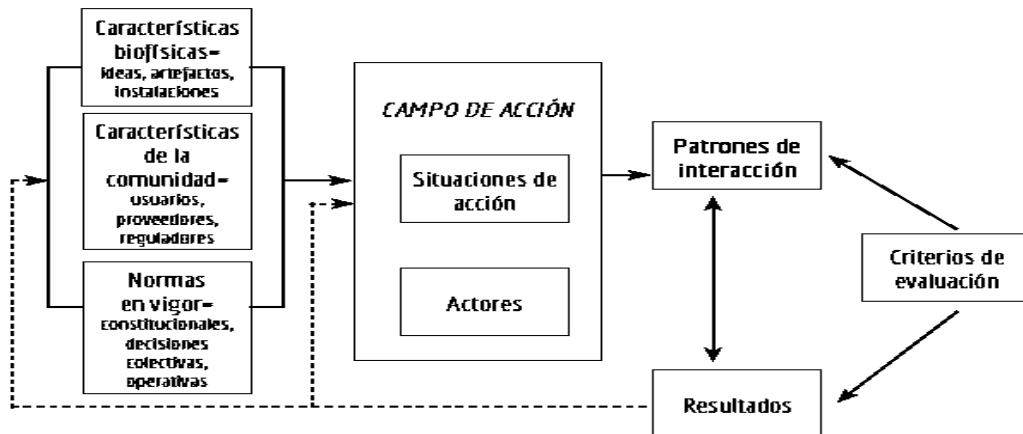 Características
biofísicas=
ideas, artefactos,
instalaciones
Características
de la
comunidad=
usuarios,
proveedores,
reguladores
Normas
en vigor=
constitucionales,
decisiones
colectivas,
operativas
CAMPO DE ACCIÓN
Situaciones de
acción
Actores
Patrones de
interacción
Resultados
Criterios de
evaluación